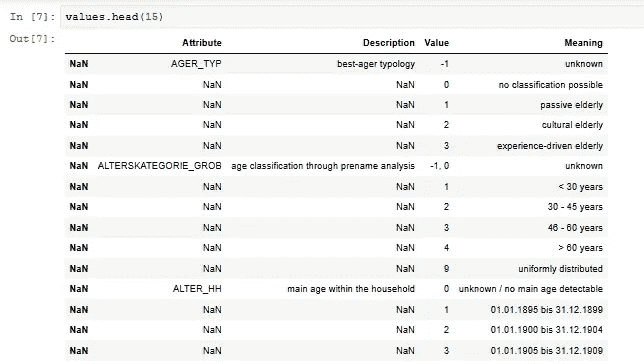 In [7]: values.head(15)
Out[7]:
Attribute Description Value Meaning
NaN AGER_TYP best-ager typology -1 unknown
NaN NaN NaN 0 no classification possible
NaN NaN NaN 1 passive elderly
NaN NaN NaN 2 cultural elderly
NaN NaN NaN 3 experience-driven elderly
NaN ALTERSKATEGORIE_GROB age classification through prename analysis -1, 0 unknown
NaN NaN NaN 1 < 30 years
NaN NaN NaN 2 30 - 45 years
NaN NaN NaN 3 46 - 60 years
NaN NaN NaN 4 > 60 years
NaN NaN NaN 9 uniformly distributed
NaN ALTER_HH main age within the household 0 unknown / no main age detectable
NaN NaN NaN 1 01.01.1895 bis 31.12.1899
NaN NaN NaN 2 01.01.1900 bis 31.12.1904
NaN NaN NaN 3 01.01.1905 bis 31.12.1909